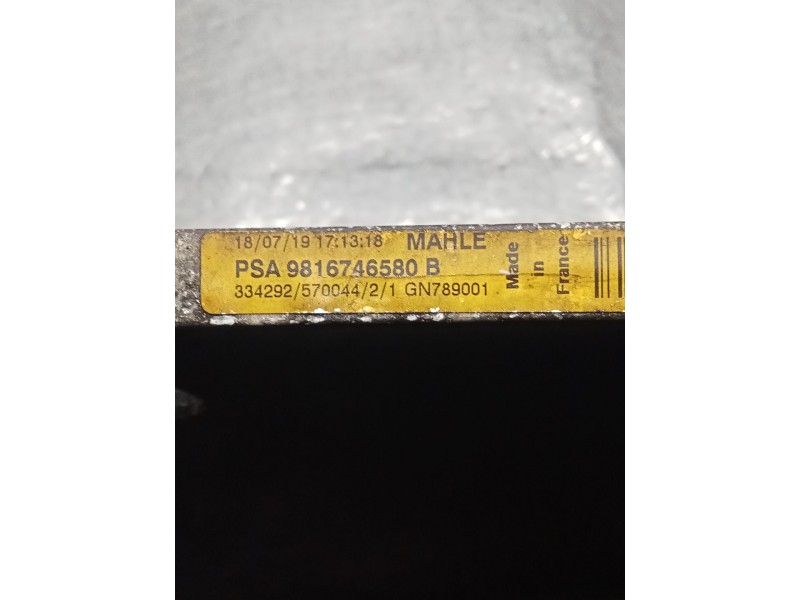 18/07/19 17:13:18 MAHLE
PSA 9816746580 B
334292/570044/2/1 GN789001
Made
in
France